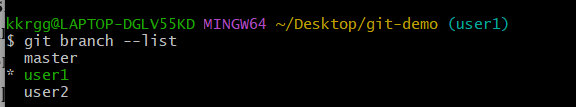 kkrgg@LAPTOP-DGLV55KD MINGW64 ~/Desktop/git-demo (user1)
$ git branch --list
  master
* user1
  user2